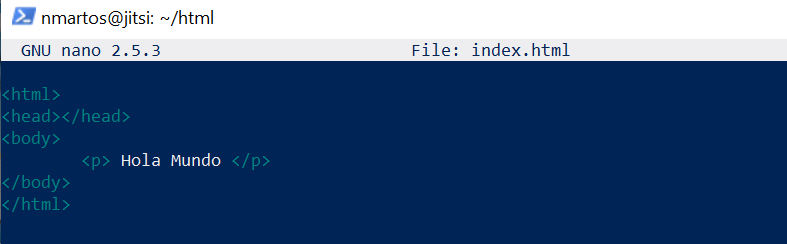 nmartos@jitsi: ~/html
GNU nano 2.5.3 File: index.html
<html>
<head></head>
<body>
<p> Hola Mundo </p>
</body>
</html>